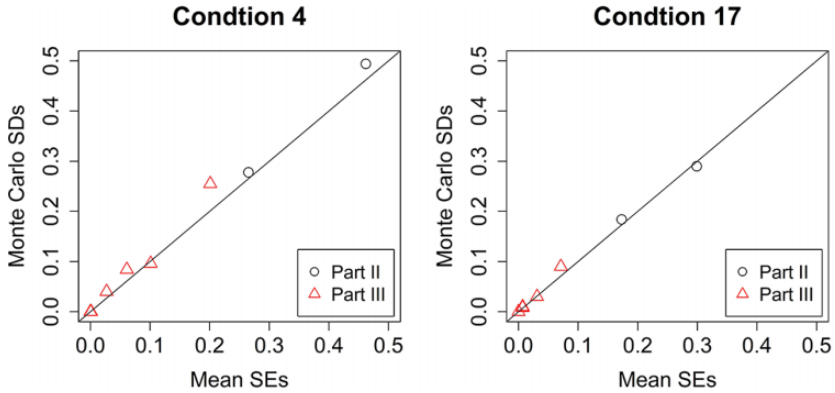 Condtion 4
Monte Carlo SDs
0.5
0.4
0.3
0.2
0.1
0.0
Part II
Part III
0.0 0.1 0.2 0.3 0.4 0.5
Mean SEs
Condtion 17
Monte Carlo SDs
0.5
0.4
0.3
0.2
0.1
0.0
Part II
Part III
0.0 0.1 0.2 0.3 0.4 0.5
Mean SEs